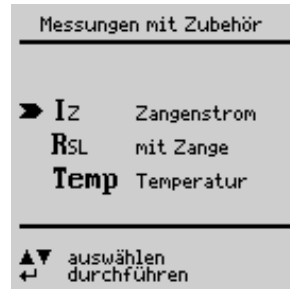 Messungen mit Zubehör
IZ Zangenstrom
RSL mit Zange
Temp Temperatur
▲▼ auswählen
↵ durchführen